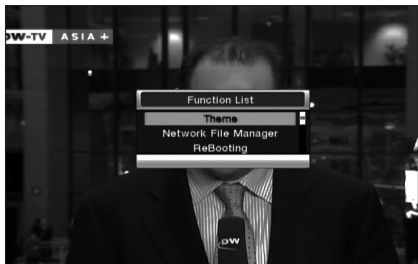 DW-TV ASIA +
Function List
Theme
Network File Manager
ReBooting
DW